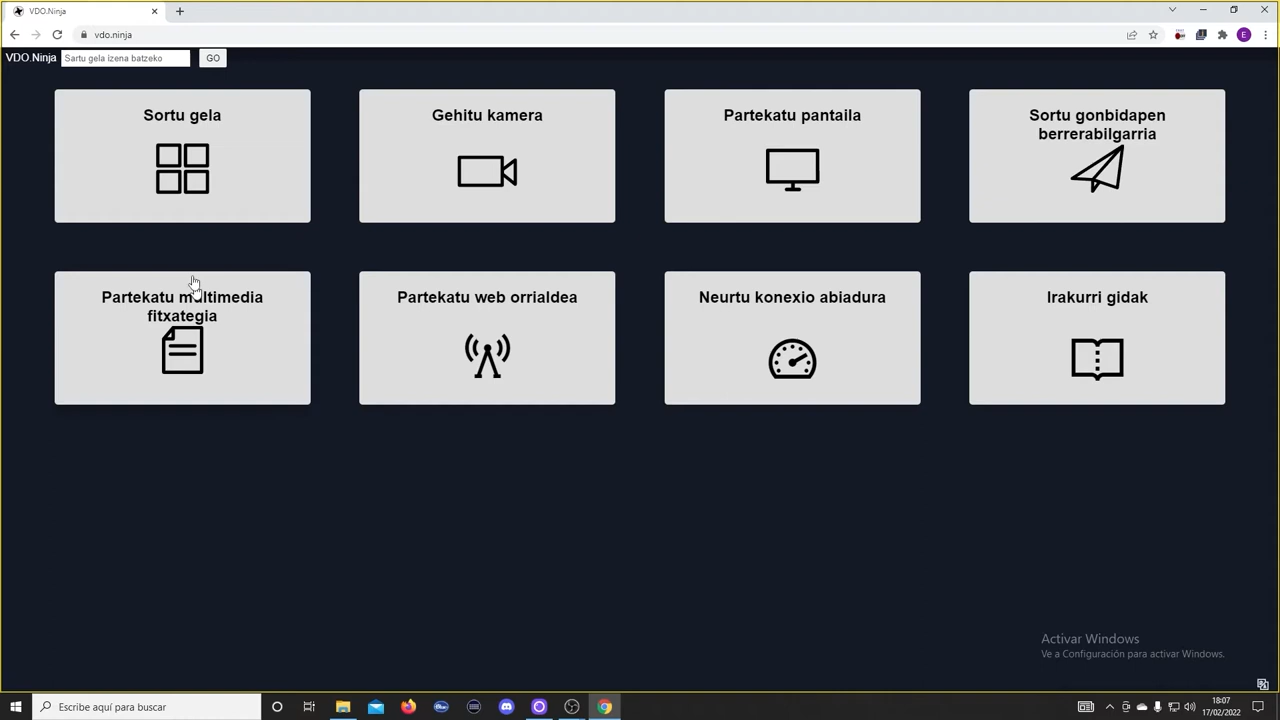 VDO.Ninja
vdo.ninja
E
VDO.Ninja Sartu gela izena batzeko GO
Sortu gela
Gehitu kamera
Partekatu pantaila
Sortu gonbidapen
berrerabilgarria
Partekatu multimedia
fitxategia
Partekatu web orrialdea
Neurtu konexio abiadura
Irakurri gidak
Activar Windows
Ve a Configuración para activar Windows.
Escribe aquí para buscar
18:07
17/02/2022